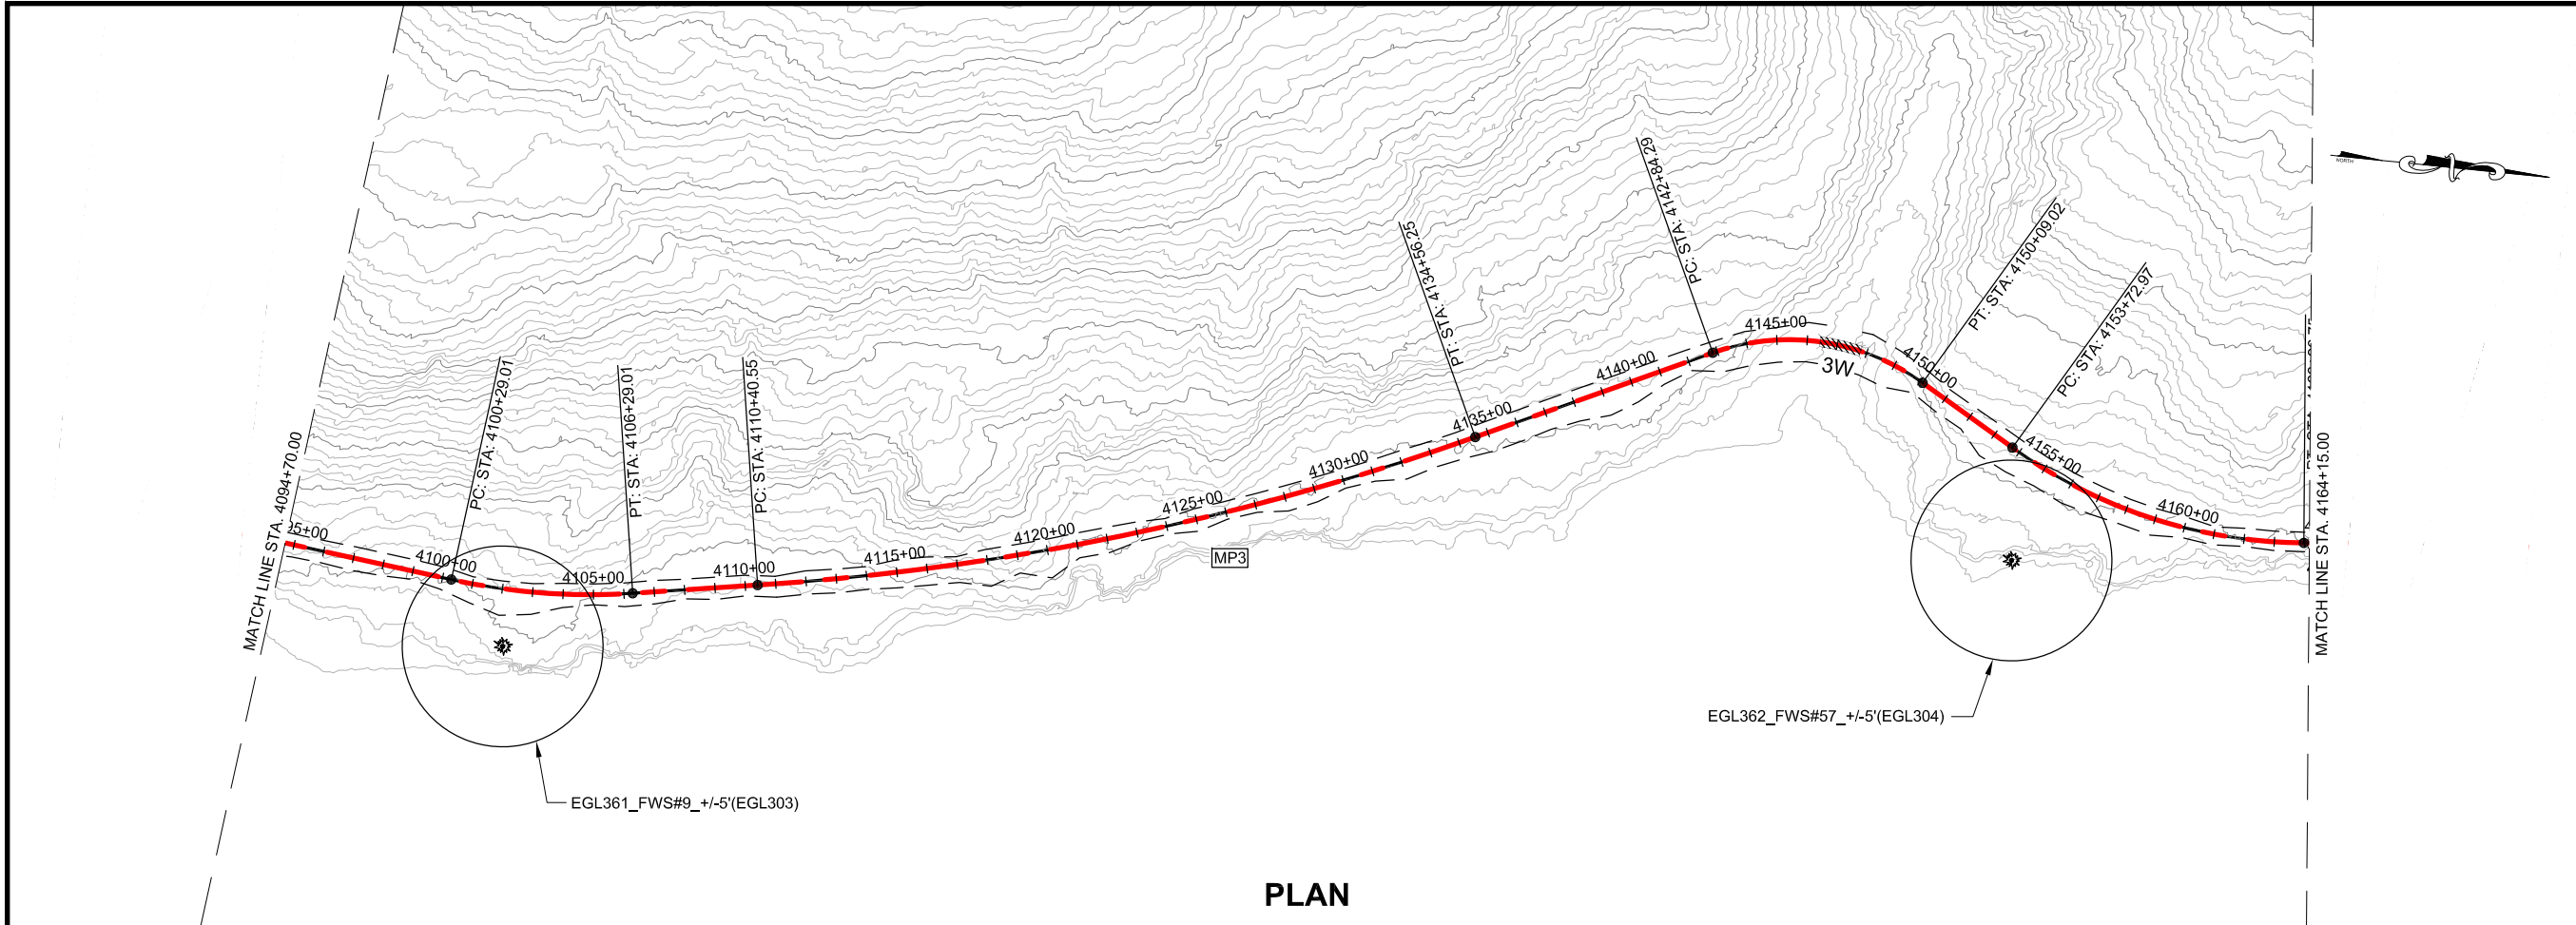 MATCH LINE STA. 4094+70.00
PC: STA: 4100+29.01
4100+00
PT: STA: 4106+29.01
4105+00
PC: STA: 4110+40.55
4110+00
4115+00
4120+00
4125+00
MP3
4130+00
PT: STA: 4134+56.25
4135+00
4140+00
PC: STA: 4142+84.29
4145+00
3W
4150+00
PT: STA: 4150+09.02
PC: STA: 4153+72.97
4155+00
4160+00
MATCH LINE STA. 4164+15.00
NORTH
EGL361_FWS#9_+/-5'(EGL303)
EGL362_FWS#57_+/-5'(EGL304)
PLAN